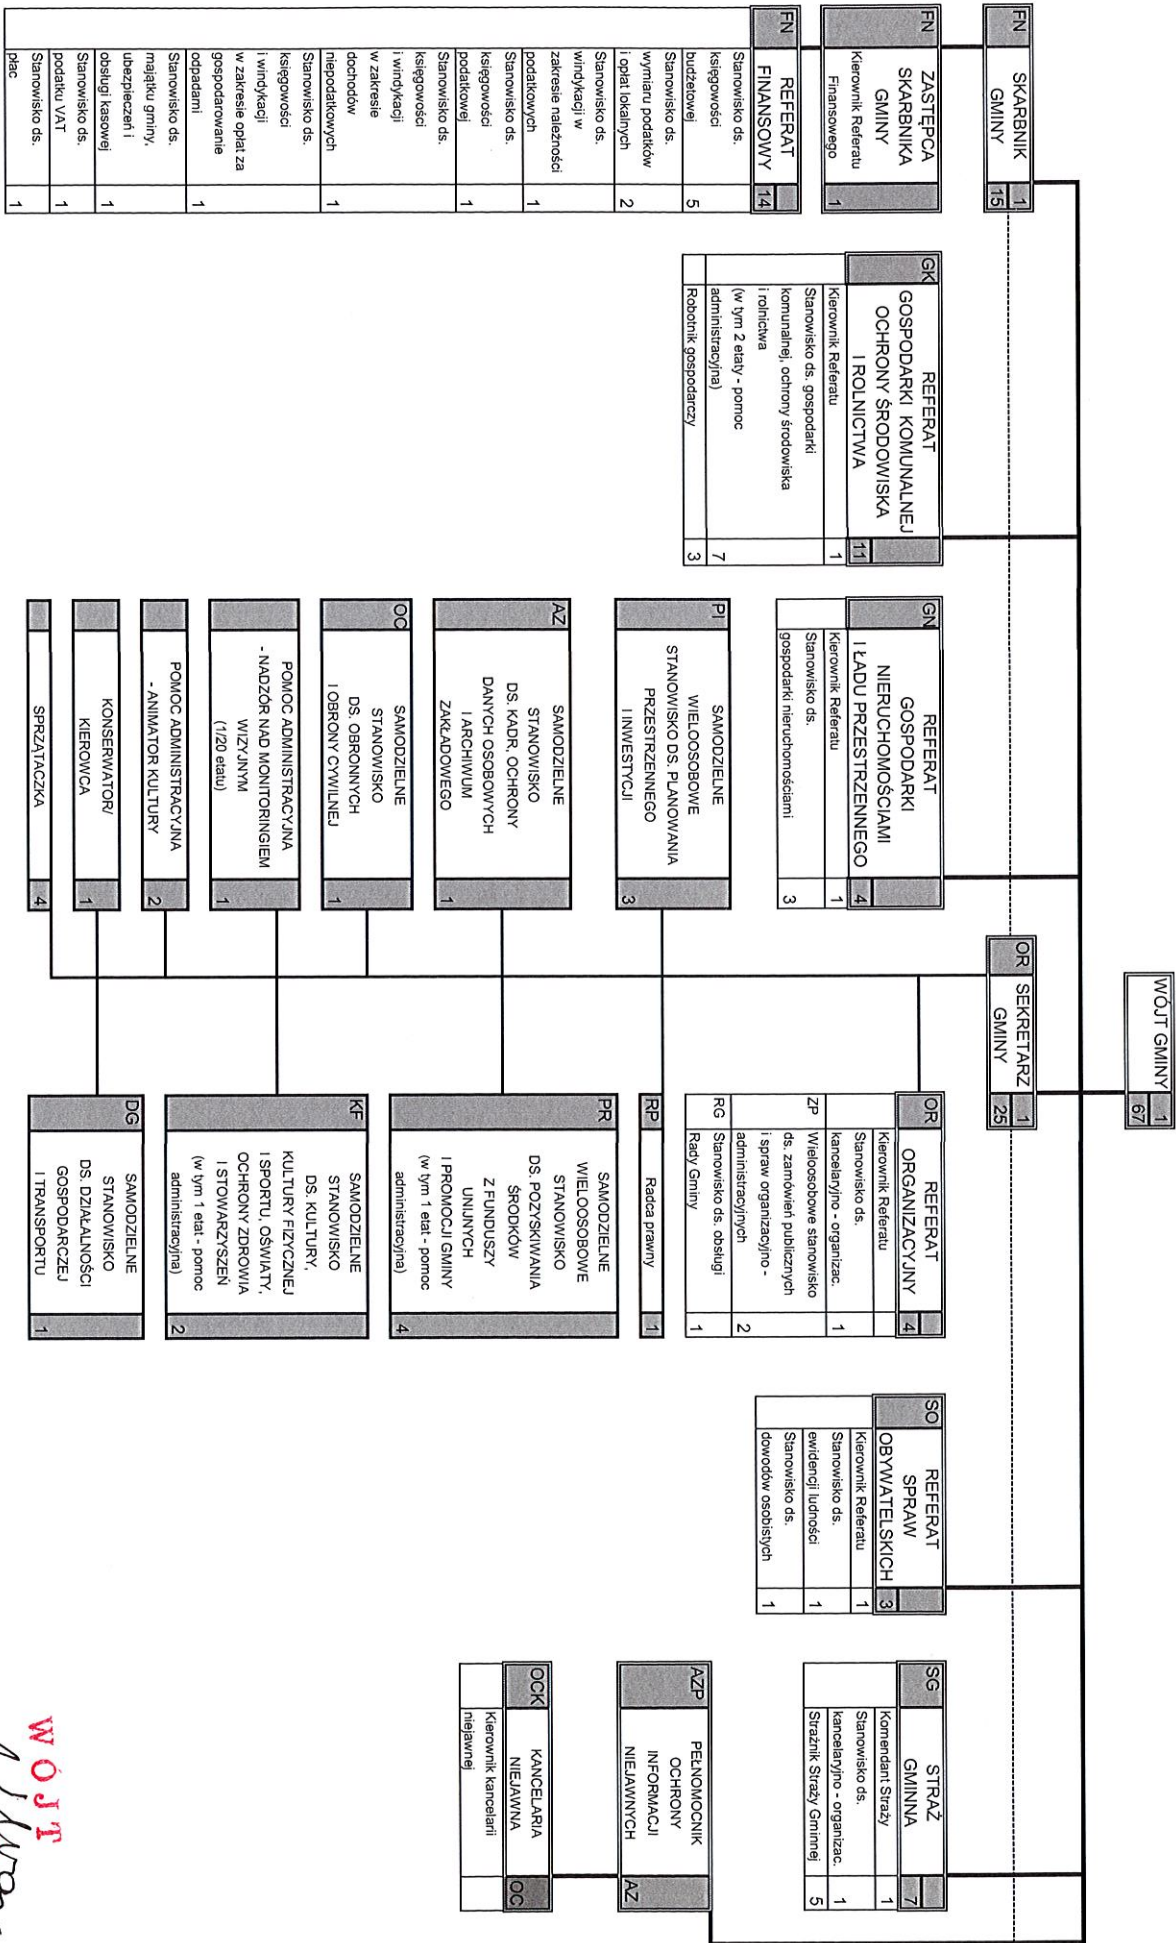 WÓJT GMINY
1
67
FN
SKARBNIK
GMINY
1
15
FN
ZASTĘPCA
SKARBNIKA
GMINY
Kierownik Referatu
Finansowego
1
FN
REFERAT
FINANSOWY
14
Stanowisko ds.
księgowości
budżetowej
5
Stanowisko ds.
wymiaru podatków
i opłat lokalnych
2
Stanowisko ds.
windykacji w
zakresie należności
podatkowych
1
Stanowisko ds.
księgowości
podatkowej
1
Stanowisko ds.
księgowości
i windykacji
w zakresie
dochodów
niepodatkowych
1
Stanowisko ds.
księgowości
i windykacji
w zakresie opłat za
gospodarowanie
odpadami
1
Stanowisko ds.
majątku gminy,
ubezpieczeń i
obsługi kasowej
1
Stanowisko ds.
podatku VAT
1
Stanowisko ds.
płac
1
GK
REFERAT
GOSPODARKI KOMUNALNEJ
OCHRONY ŚRODOWISKA
I ROLNICTWA
11
Kierownik Referatu
1
Stanowisko ds. gospodarki
komunalnej, ochrony środowiska
i rolnictwa
(w tym 2 etaty - pomoc
administracyjna)
7
Robotnik gospodarczy
3
GN
REFERAT
GOSPODARKI
NIERUCHOMOŚCIAMI
I ŁADU PRZESTRZENNEGO
4
Kierownik Referatu
1
Stanowisko ds.
gospodarki nieruchomościami
3
OR
SEKRETARZ
GMINY
1
25
PI
SAMODZIELNE
WIELOOSOBOWE
STANOWISKO DS. PLANOWANIA
PRZESTRZENNEGO
I INWESTYCJI
3
AZ
SAMODZIELNE
STANOWISKO
DS. KADR, OCHRONY
DANYCH OSOBOWYCH
I ARCHIWUM
ZAKŁADOWEGO
1
OC
SAMODZIELNE
STANOWISKO
DS. OBRONNYCH
I OBRONY CYWILNEJ
1
POMOC ADMINISTRACYJNA
- NADZÓR NAD MONITORINGIEM
WIZYJNYM
(1/20 etatu)
1
POMOC ADMINISTRACYJNA
- ANIMATOR KULTURY
2
KONSERWATOR/
KIEROWCA
1
SPRZĄTACZKA
4
OR
REFERAT
ORGANIZACYJNY
4
Kierownik Referatu
Stanowisko ds.
kancelaryjno - organizac.
1
ZP
Wieloosobowe stanowisko
ds. zamówień publicznych
i spraw organizacyjno -
administracyjnych
2
RG
Stanowisko ds. obsługi
Rady Gminy
1
RP
Radca prawny
1
PR
SAMODZIELNE
WIELOOSOBOWE
STANOWISKO
DS. POZYSKIWANIA
ŚRODKÓW
Z FUNDUSZY
UNIJNYCH
I PROMOCJI GMINY
(w tym 1 etat - pomoc
administracyjna)
4
KF
SAMODZIELNE
STANOWISKO
DS. KULTURY,
KULTURY FIZYCZNEJ
I SPORTU, OŚWIATY,
OCHRONY ZDROWIA
I STOWARZYSZEŃ
(w tym 1 etat - pomoc
administracyjna)
2
DG
SAMODZIELNE
STANOWISKO
DS. DZIAŁALNOŚCI
GOSPODARCZEJ
I TRANSPORTU
1
SO
REFERAT
SPRAW
OBYWATELSKICH
3
Kierownik Referatu
1
Stanowisko ds.
ewidencji ludności
1
Stanowisko ds.
dowodów osobistych
1
SG
STRAŻ
GMINNA
7
Komendant Straży
1
Stanowisko ds.
kancelaryjno - organizac.
1
Strażnik Straży Gminnej
5
AZP
PEŁNOMOCNIK
OCHRONY
INFORMACJI
NIEJAWNYCH
AZ
OCK
KANCELARIA
NIEJAWNA
OC
Kierownik kancelarii
niejawnej
WÓJT